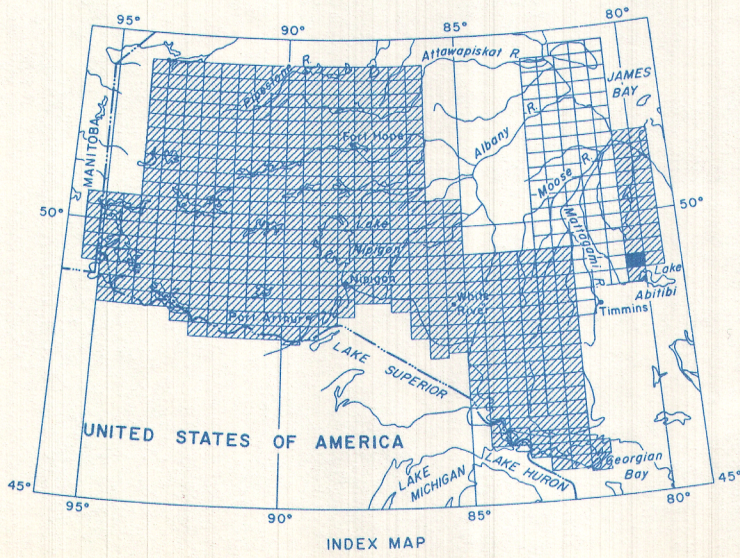 95°
90°
85°
80°
Attawapiskat R.
JAMES
BAY
Pipestone R.
MANITOBA
Fort Hope
Albany R.
Moose R.
50°
50°
Lake
Nipigon
Mattagami R.
Nipigon
White
River
Lake
Abitibi
Timmins
Port Arthur
LAKE SUPERIOR
UNITED STATES OF AMERICA
LAKE
MICHIGAN
LAKE HURON
Georgian
Bay
45°
45°
95°
90°
85°
80°
INDEX MAP